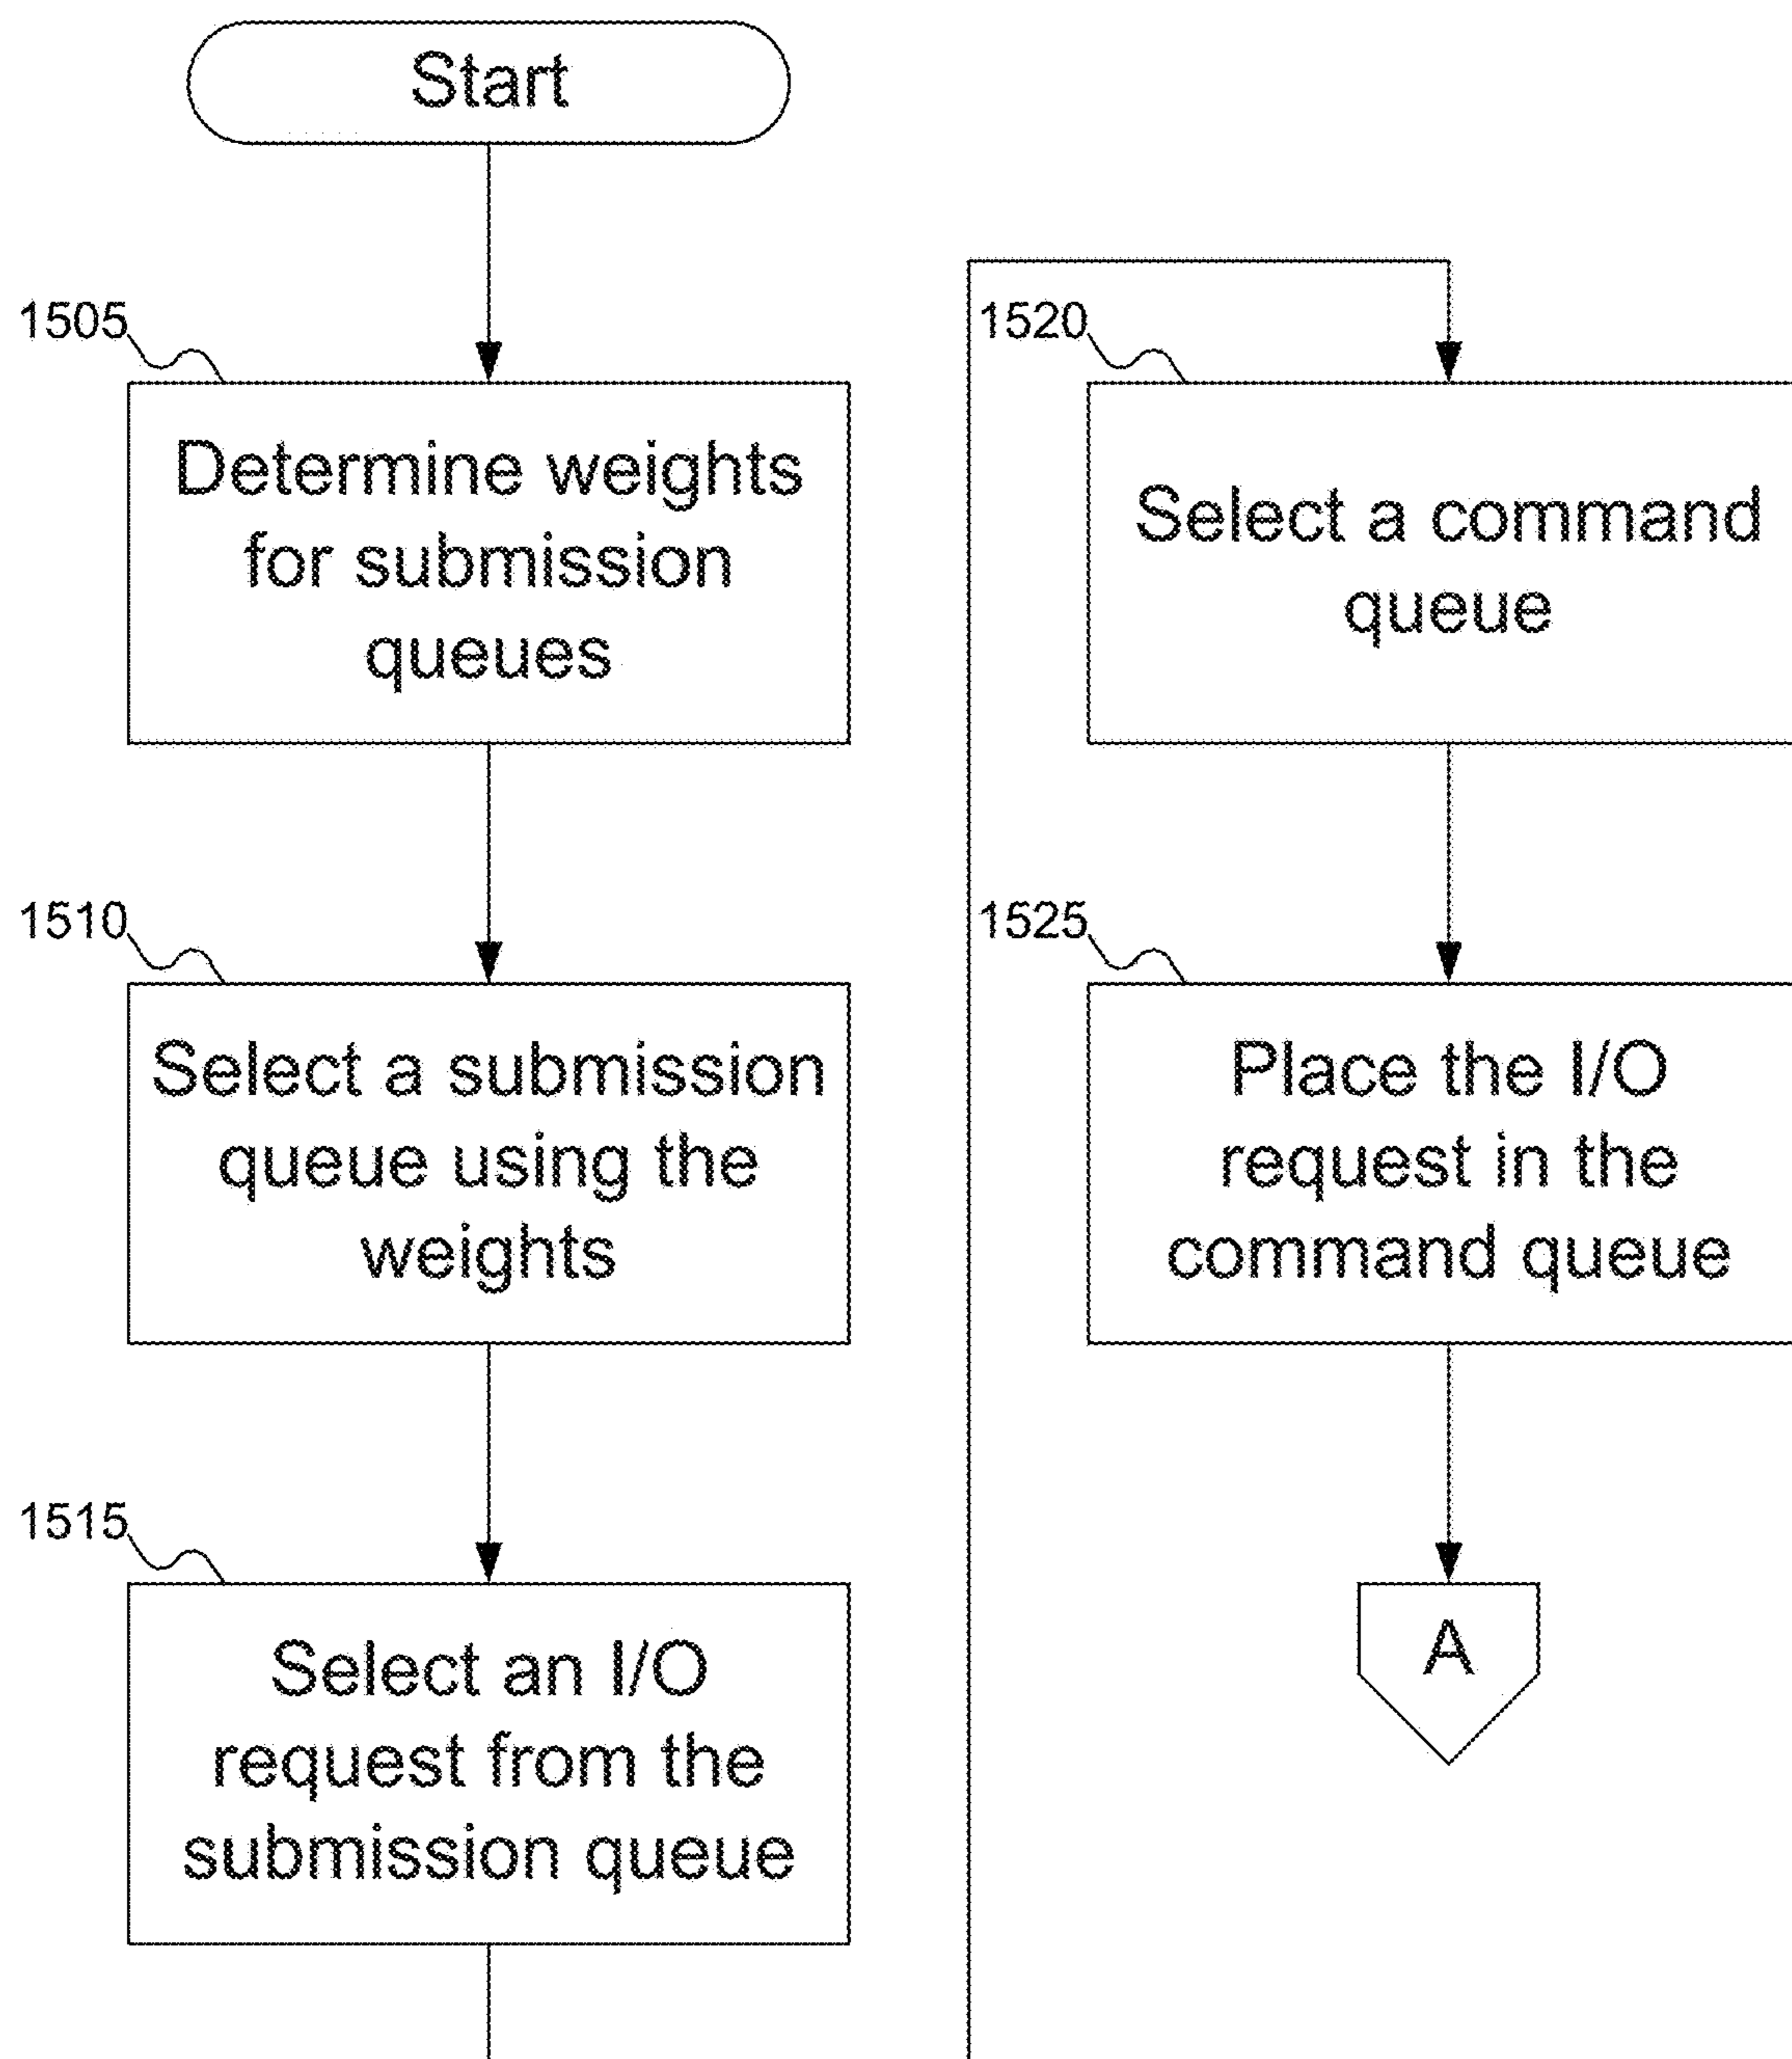 Start
1505
Determine weights
for submission
queues
1510
Select a submission
queue using the
weights
1515
Select an I/O
request from the
submission queue
1520
Select a command
queue
1525
Place the I/O
request in the
command queue
A